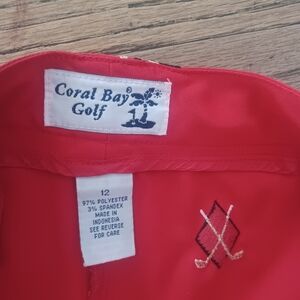 Coral Bay
Golf
12
97% POLYESTER
3% SPANDEX
MADE IN
INDONESIA
SEE REVERSE
FOR CARE